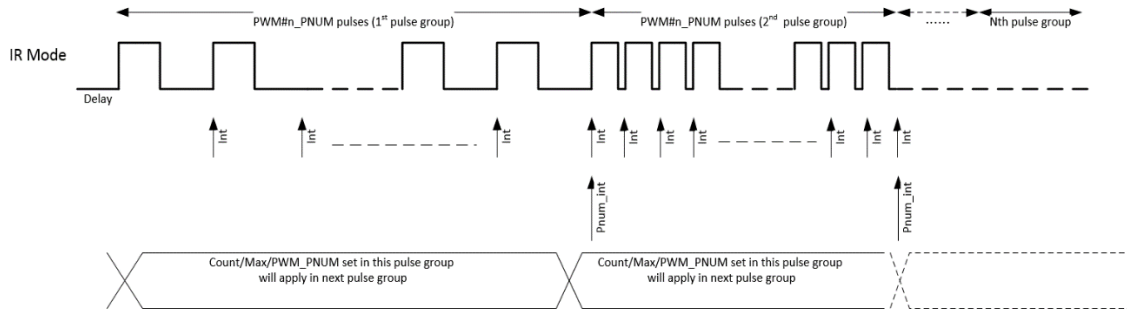 PWM#n_PNUM pulses (1st pulse group)
PWM#n_PNUM pulses (2nd pulse group)
......
Nth pulse group
IR Mode
Delay
Int
Int
Int
Int
Int
Int
Int
Int
Int
Int
Pnum_int
Pnum_int
Count/Max/PWM_PNUM set in this pulse group
will apply in next pulse group
Count/Max/PWM_PNUM set in this pulse group
will apply in next pulse group